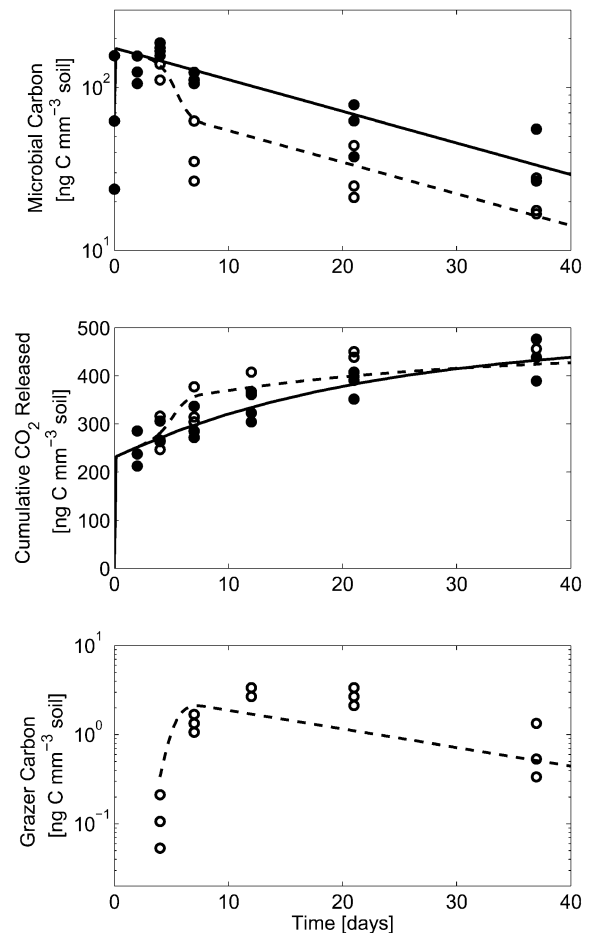 Microbial Carbon
[ng C mm⁻³ soil]
10²
10¹
0 10 20 30 40
Cumulative CO₂ Released
[ng C mm⁻³ soil]
500
400
300
200
100
0
0 10 20 30 40
Grazer Carbon
[ng C mm⁻³ soil]
10¹
10⁰
10⁻¹
0 10 20 30 40
Time [days]